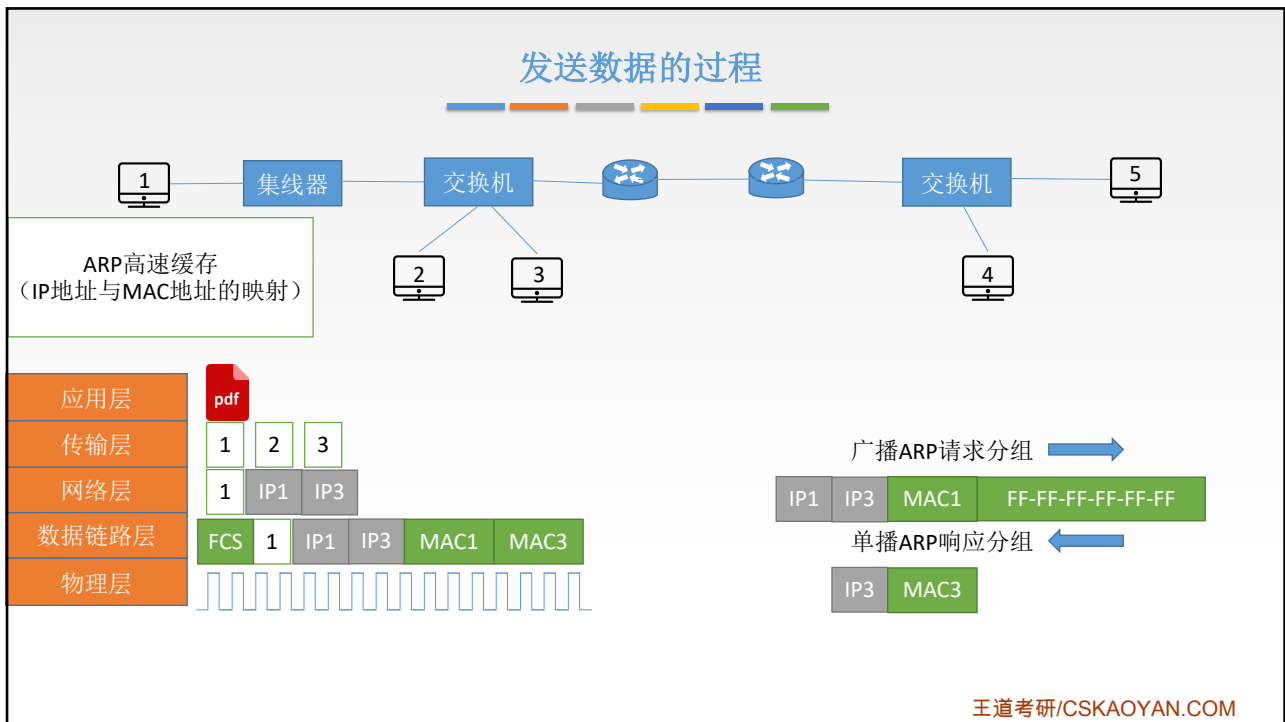 发送数据的过程
1
集线器
交换机
交换机
5
2
3
4
ARP高速缓存
（IP地址与MAC地址的映射）
应用层
pdf
传输层
1 2 3
网络层
1 IP1 IP3
数据链路层
FCS 1 IP1 IP3 MAC1 MAC3
物理层
广播ARP请求分组
IP1 IP3 MAC1 FF-FF-FF-FF-FF-FF
单播ARP响应分组
IP3 MAC3
王道考研/CSKAOYAN.COM